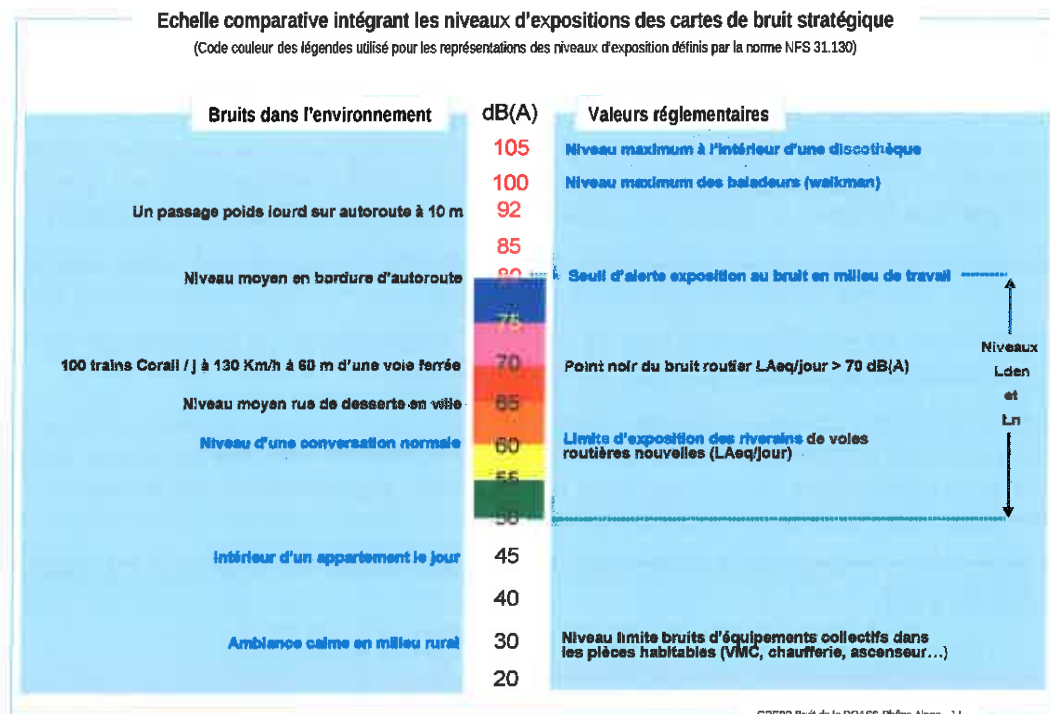 Echelle comparative intégrant les niveaux d'expositions des cartes de bruit stratégique
(Code couleur des légendes utilisé pour les représentations des niveaux d'exposition définis par la norme NFS 31.130)
Bruits dans l'environnement
dB(A)
Valeurs réglementaires
105
Niveau maximum à l'intérieur d'une discothèque
100
Niveau maximum des baladeurs (walkman)
Un passage poids lourd sur autoroute à 10 m
92
85
Niveau moyen en bordure d'autoroute
80
Seuil d'alerte exposition au bruit en milieu de travail
75
Niveaux
Lden
et
Ln
100 trains Corail / j à 130 Km/h à 60 m d'une voie ferrée
70
Point noir du bruit routier LAeq/jour > 70 dB(A)
Niveau moyen rue de desserte en ville
65
Niveau d'une conversation normale
60
Limite d'exposition des riverains de voies
routières nouvelles (LAeq/jour)
55
50
Intérieur d'un appartement le jour
45
40
Ambiance calme en milieu rural
30
Niveau limite bruits d'équipements collectifs dans
les pièces habitables (VMC, chaufferie, ascenseur...)
20